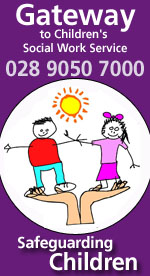 Gateway
to Children's
Social Work Service
028 9050 7000
Safeguarding
Children